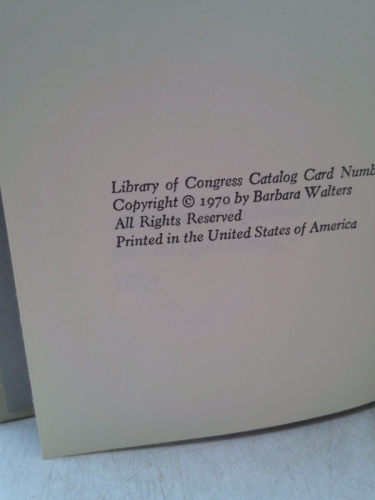 Library of Congress Catalog Card Numb
Copyright © 1970 by Barbara Walters
All Rights Reserved
Printed in the United States of America